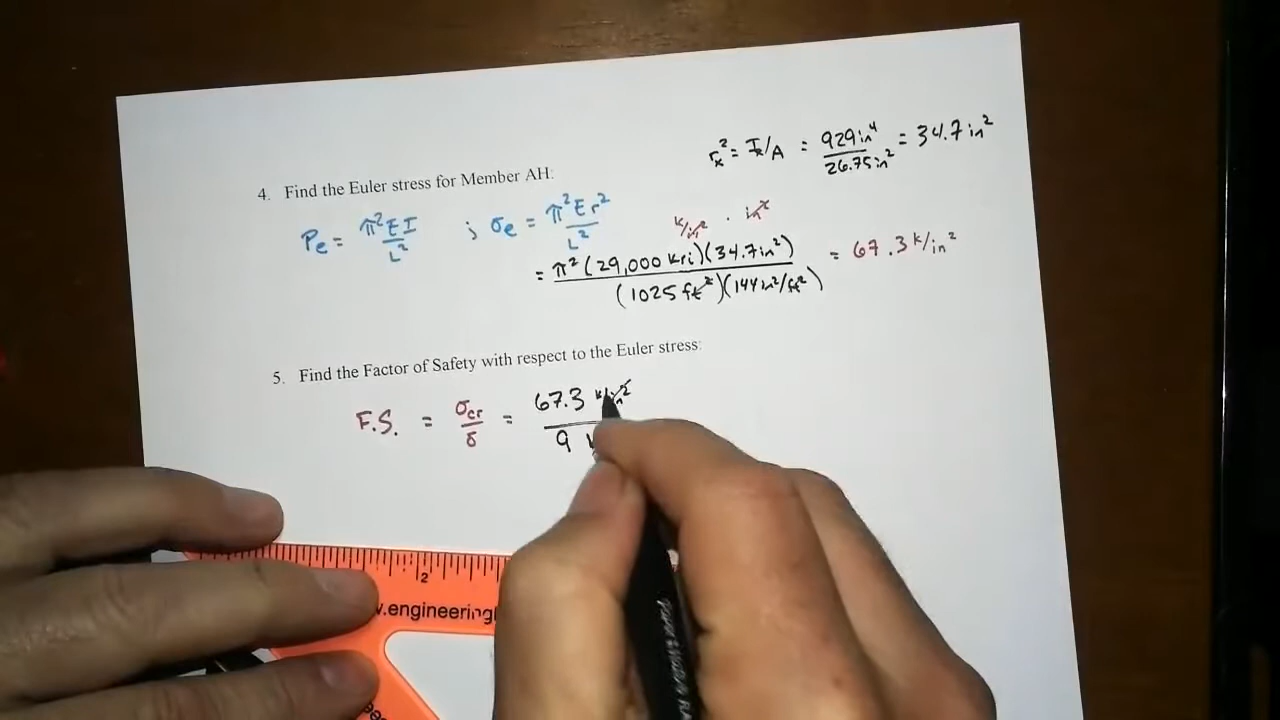 r_x² = I_x/A = 929 in⁴ / 26.75 in² = 34.7 in²
4. Find the Euler stress for Member AH:
P_e = π²EI / L² ; σ_e = π²Er² / L²
k/in² · in²
= π² (29,000 ksi)(34.7 in²) / (1025 ft²)(144 in²/ft²) = 67.3 k/in²
5. Find the Factor of Safety with respect to the Euler stress:
F.S. = σ_cr / σ = 67.3 k/in² / 9
2
.engineering